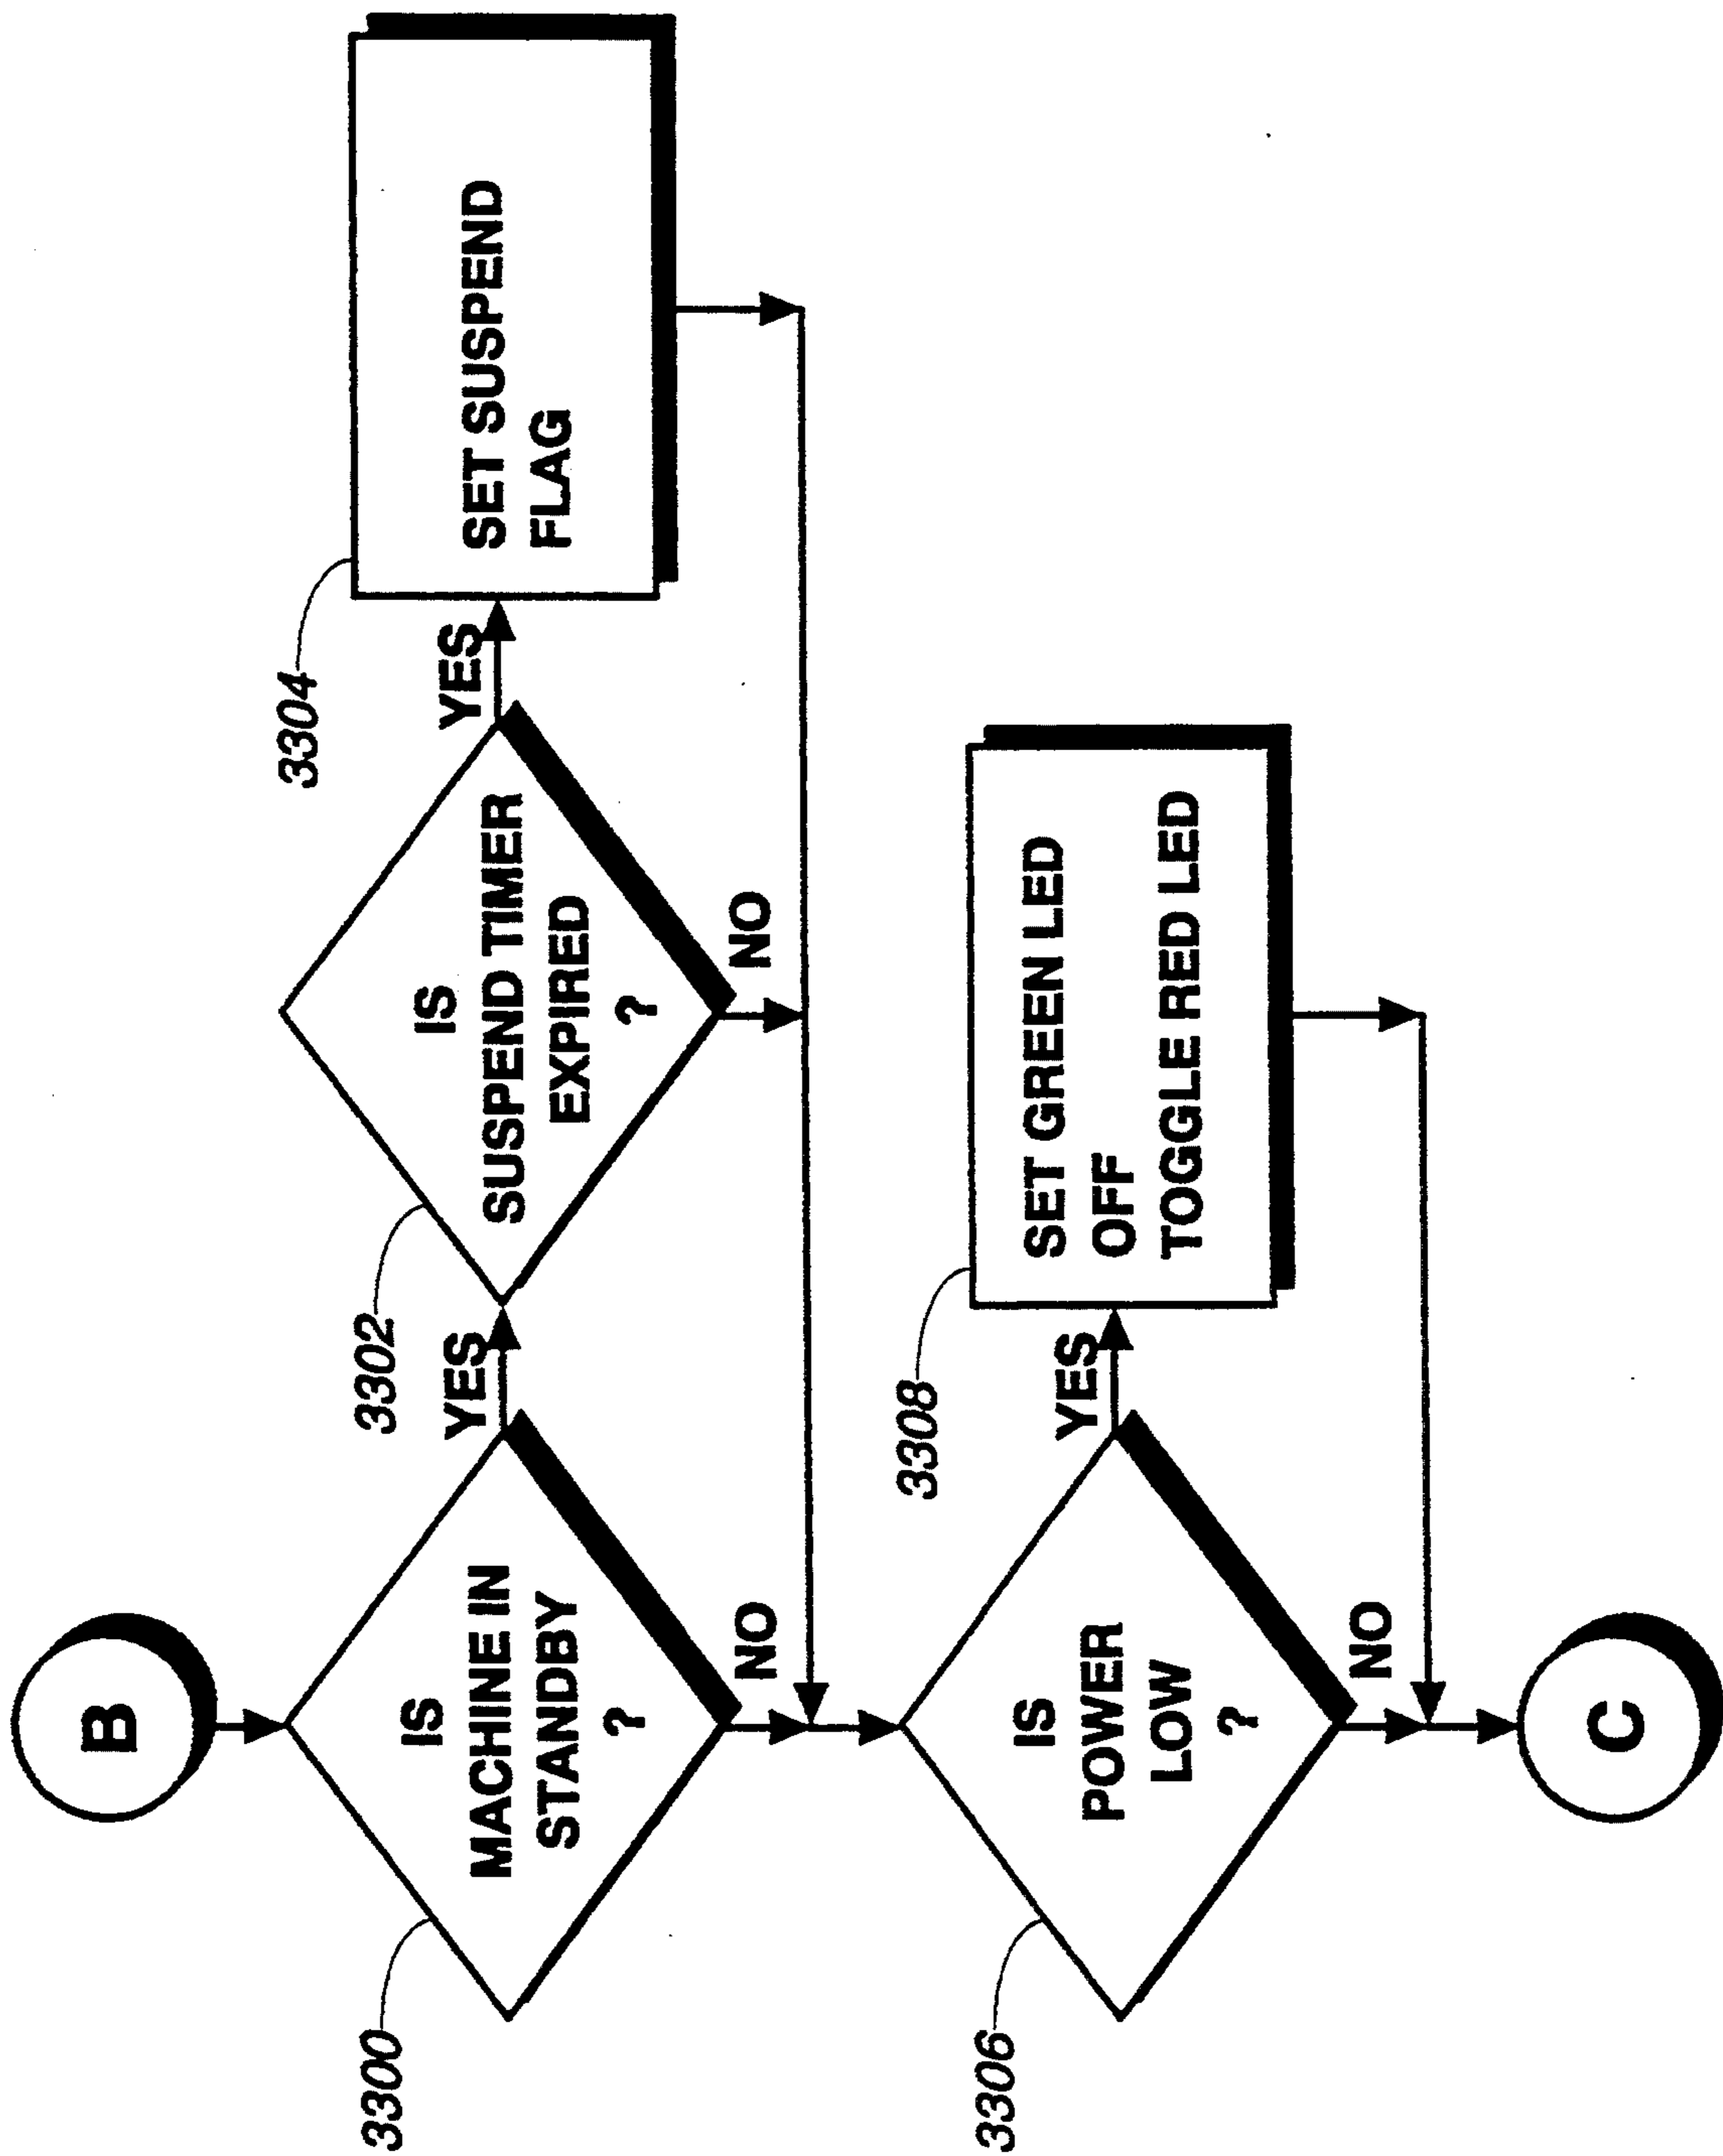 B
3300
IS
MACHINE IN
STANDBY
?
YES
NO
3302
IS
SUSPEND TIMER
EXPIRED
?
YES
NO
3304
SET SUSPEND
FLAG
3306
IS
POWER
LOW
?
YES
NO
3308
SET GREEN LED
OFF
TOGGLE RED LED
C